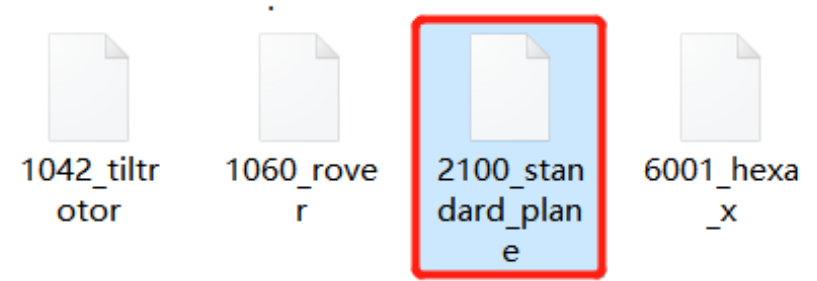 1042_tiltr
otor
1060_rove
r
2100_stan
dard_plan
e
6001_hexa
_x